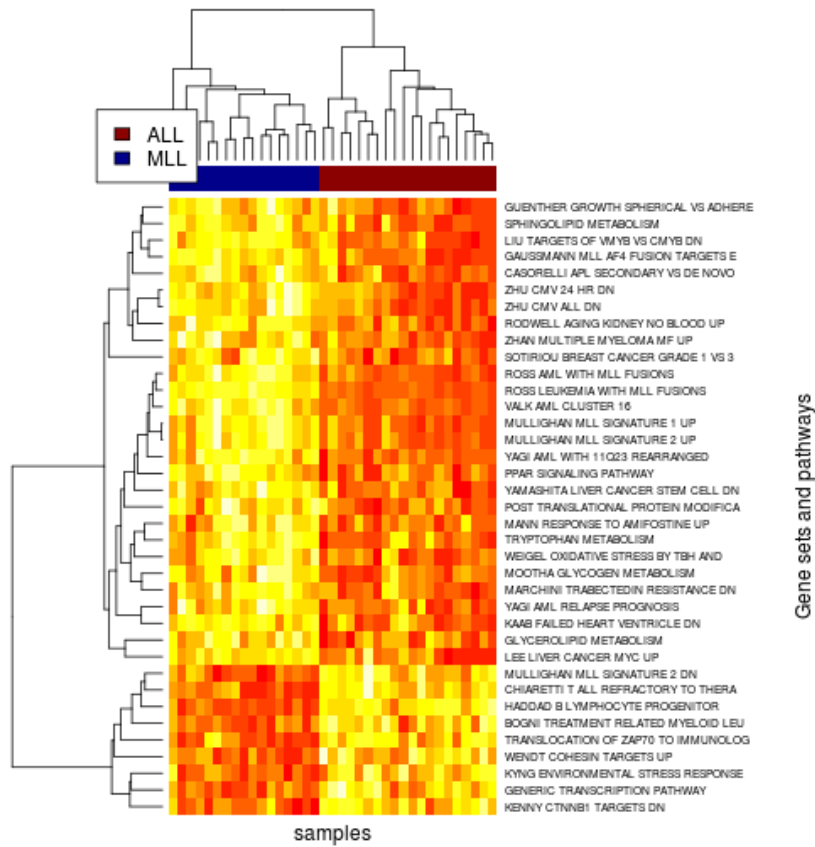 ALL
MLL
GUENTHER GROWTH SPHERICAL VS ADHERE
SPHINGOLIPID METABOLISM
LIU TARGETS OF VMYB VS CMYB DN
GAUSSMANN MLL AF4 FUSION TARGETS E
CASORELLI APL SECONDARY VS DE NOVO
ZHU CMV 24 HR DN
ZHU CMV ALL DN
RODWELL AGING KIDNEY NO BLOOD UP
ZHAN MULTIPLE MYELOMA MF UP
SOTIRIOU BREAST CANCER GRADE 1 VS 3
ROSS AML WITH MLL FUSIONS
ROSS LEUKEMIA WITH MLL FUSIONS
VALK AML CLUSTER 16
MULLIGHAN MLL SIGNATURE 1 UP
MULLIGHAN MLL SIGNATURE 2 UP
YAGI AML WITH 11Q23 REARRANGED
PPAR SIGNALING PATHWAY
YAMASHITA LIVER CANCER STEM CELL DN
POST TRANSLATIONAL PROTEIN MODIFICA
MANN RESPONSE TO AMIFOSTINE UP
TRYPTOPHAN METABOLISM
WEIGEL OXIDATIVE STRESS BY TBH AND
MOOTHA GLYCOGEN METABOLISM
MARCHINI TRABECTEDIN RESISTANCE DN
YAGI AML RELAPSE PROGNOSIS
KAAB FAILED HEART VENTRICLE DN
GLYCEROLIPID METABOLISM
LEE LIVER CANCER MYC UP
MULLIGHAN MLL SIGNATURE 2 DN
CHIARETTI T ALL REFRACTORY TO THERA
HADDAD B LYMPHOCYTE PROGENITOR
BOGNI TREATMENT RELATED MYELOID LEU
TRANSLOCATION OF ZAP70 TO IMMUNOLOG
WENDT COHESIN TARGETS UP
KYNG ENVIRONMENTAL STRESS RESPONSE
GENERIC TRANSCRIPTION PATHWAY
KENNY CTNNB1 TARGETS DN
Gene sets and pathways
samples